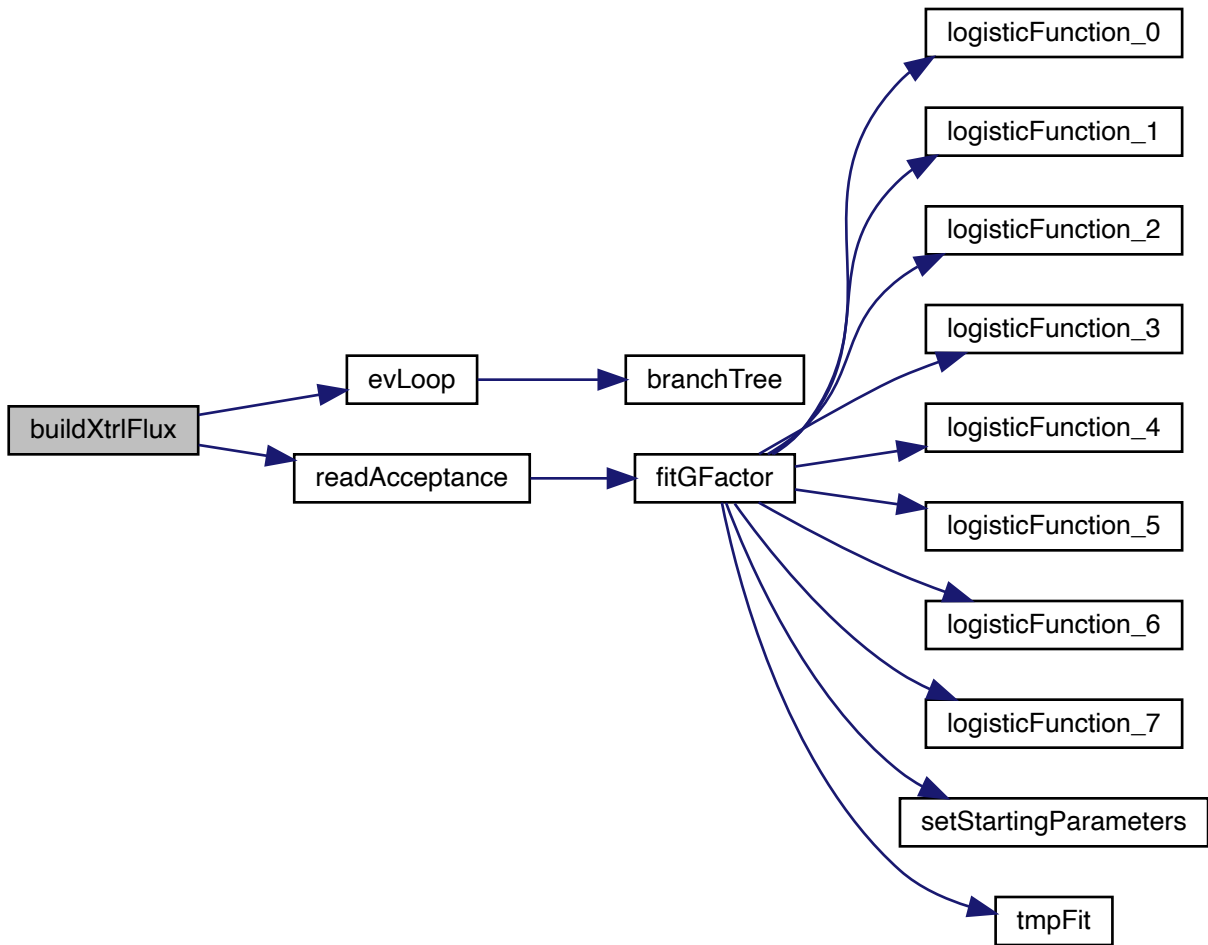 logisticFunction_0
logisticFunction_1
logisticFunction_2
logisticFunction_3
evLoop
branchTree
buildXtrlFlux
logisticFunction_4
readAcceptance
fitGFactor
logisticFunction_5
logisticFunction_6
logisticFunction_7
setStartingParameters
tmpFit